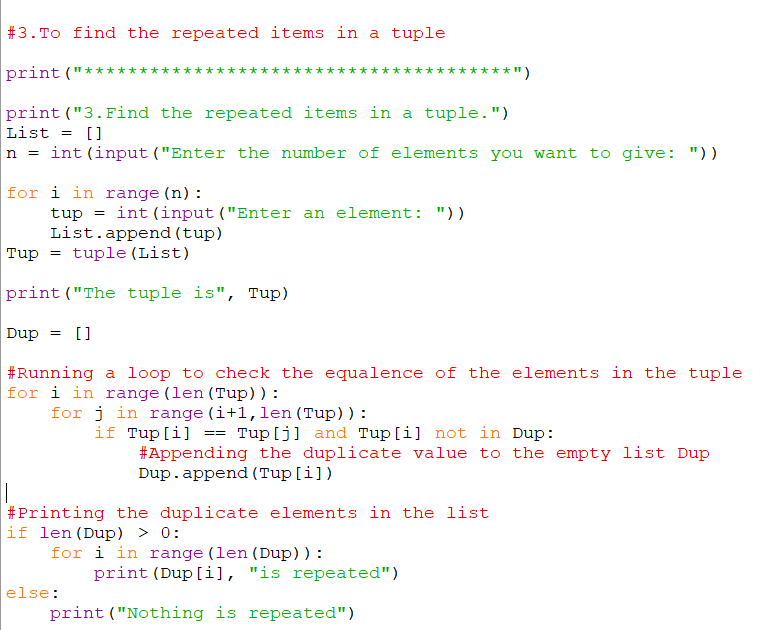 #3.To find the repeated items in a tuple
print("***************************************")
print("3.Find the repeated items in a tuple.")
List = []
n = int(input("Enter the number of elements you want to give: "))
for i in range(n):
    tup = int(input("Enter an element: "))
    List.append(tup)
Tup = tuple(List)
print("The tuple is", Tup)
Dup = []
#Running a loop to check the equalence of the elements in the tuple
for i in range(len(Tup)):
    for j in range(i+1,len(Tup)):
        if Tup[i] == Tup[j] and Tup[i] not in Dup:
            #Appending the duplicate value to the empty list Dup
            Dup.append(Tup[i])
#Printing the duplicate elements in the list
if len(Dup) > 0:
    for i in range(len(Dup)):
        print(Dup[i], "is repeated")
else:
    print("Nothing is repeated")